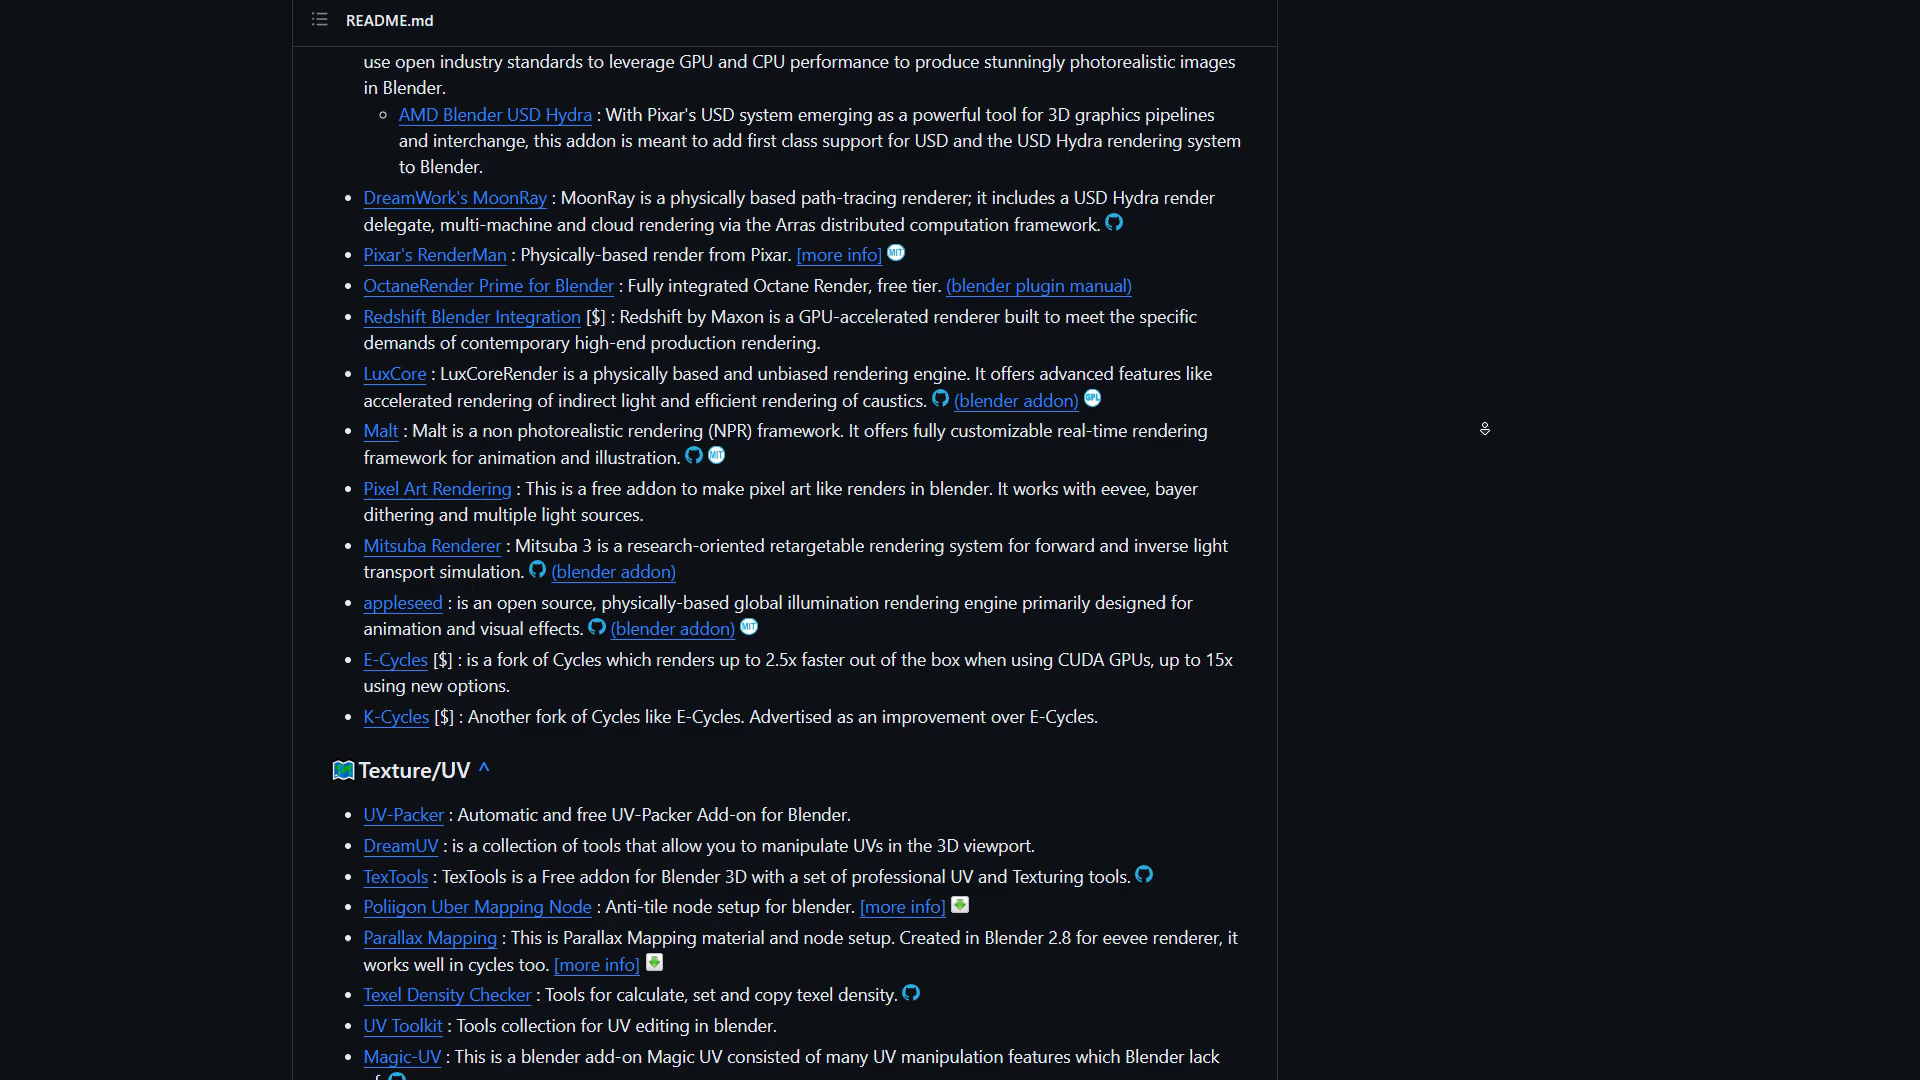 README.md
use open industry standards to leverage GPU and CPU performance to produce stunningly photorealistic images
in Blender.
AMD Blender USD Hydra : With Pixar's USD system emerging as a powerful tool for 3D graphics pipelines
and interchange, this addon is meant to add first class support for USD and the USD Hydra rendering system
to Blender.
DreamWork's MoonRay : MoonRay is a physically based path-tracing renderer; it includes a USD Hydra render
delegate, multi-machine and cloud rendering via the Arras distributed computation framework.
Pixar's RenderMan : Physically-based render from Pixar. [more info] MIT
OctaneRender Prime for Blender : Fully integrated Octane Render, free tier. (blender plugin manual)
Redshift Blender Integration [$] : Redshift by Maxon is a GPU-accelerated renderer built to meet the specific
demands of contemporary high-end production rendering.
LuxCore : LuxCoreRender is a physically based and unbiased rendering engine. It offers advanced features like
accelerated rendering of indirect light and efficient rendering of caustics. (blender addon) GPL
Malt : Malt is a non photorealistic rendering (NPR) framework. It offers fully customizable real-time rendering
framework for animation and illustration. MIT
Pixel Art Rendering : This is a free addon to make pixel art like renders in blender. It works with eevee, bayer
dithering and multiple light sources.
Mitsuba Renderer : Mitsuba 3 is a research-oriented retargetable rendering system for forward and inverse light
transport simulation. (blender addon)
appleseed : is an open source, physically-based global illumination rendering engine primarily designed for
animation and visual effects. (blender addon) MIT
E-Cycles [$] : is a fork of Cycles which renders up to 2.5x faster out of the box when using CUDA GPUs, up to 15x
using new options.
K-Cycles [$] : Another fork of Cycles like E-Cycles. Advertised as an improvement over E-Cycles.
Texture/UV ^
UV-Packer : Automatic and free UV-Packer Add-on for Blender.
DreamUV : is a collection of tools that allow you to manipulate UVs in the 3D viewport.
TexTools : TexTools is a Free addon for Blender 3D with a set of professional UV and Texturing tools.
Poliigon Uber Mapping Node : Anti-tile node setup for blender. [more info]
Parallax Mapping : This is Parallax Mapping material and node setup. Created in Blender 2.8 for eevee renderer, it
works well in cycles too. [more info]
Texel Density Checker : Tools for calculate, set and copy texel density.
UV Toolkit : Tools collection for UV editing in blender.
Magic-UV : This is a blender add-on Magic UV consisted of many UV manipulation features which Blender lack